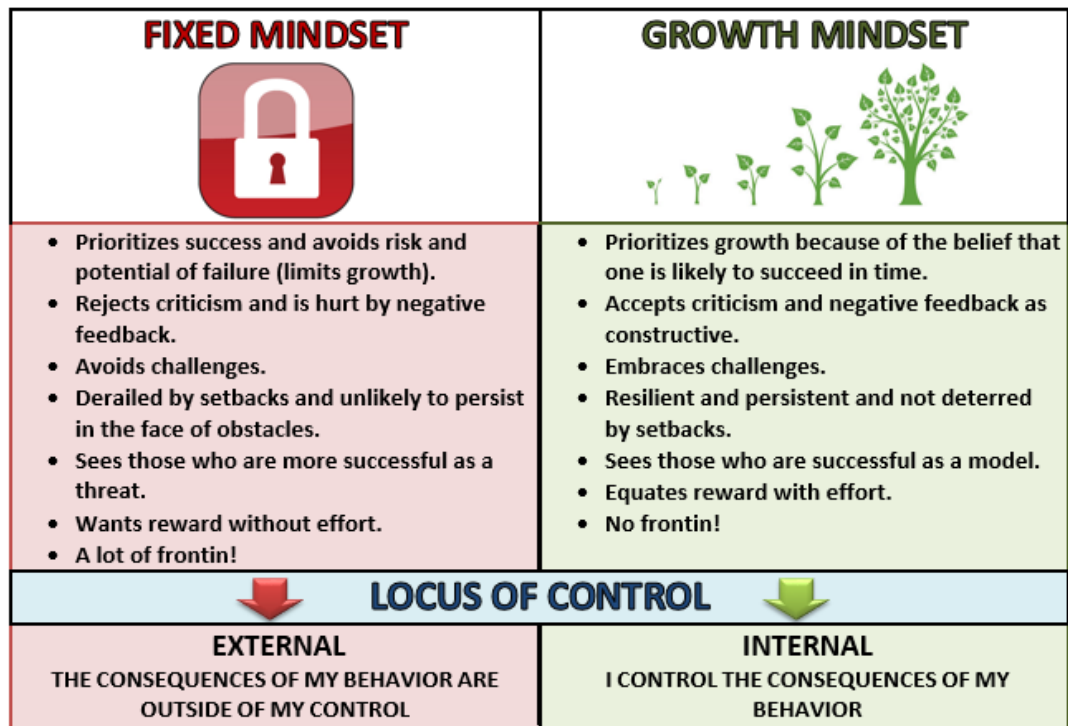 FIXED MINDSET
• Prioritizes success and avoids risk and
potential of failure (limits growth).
• Rejects criticism and is hurt by negative
feedback.
• Avoids challenges.
• Derailed by setbacks and unlikely to persist
in the face of obstacles.
• Sees those who are more successful as a
threat.
• Wants reward without effort.
• A lot of frontin!
GROWTH MINDSET
• Prioritizes growth because of the belief that
one is likely to succeed in time.
• Accepts criticism and negative feedback as
constructive.
• Embraces challenges.
• Resilient and persistent and not deterred
by setbacks.
• Sees those who are successful as a model.
• Equates reward with effort.
• No frontin!
LOCUS OF CONTROL
EXTERNAL
THE CONSEQUENCES OF MY BEHAVIOR ARE
OUTSIDE OF MY CONTROL
INTERNAL
I CONTROL THE CONSEQUENCES OF MY
BEHAVIOR